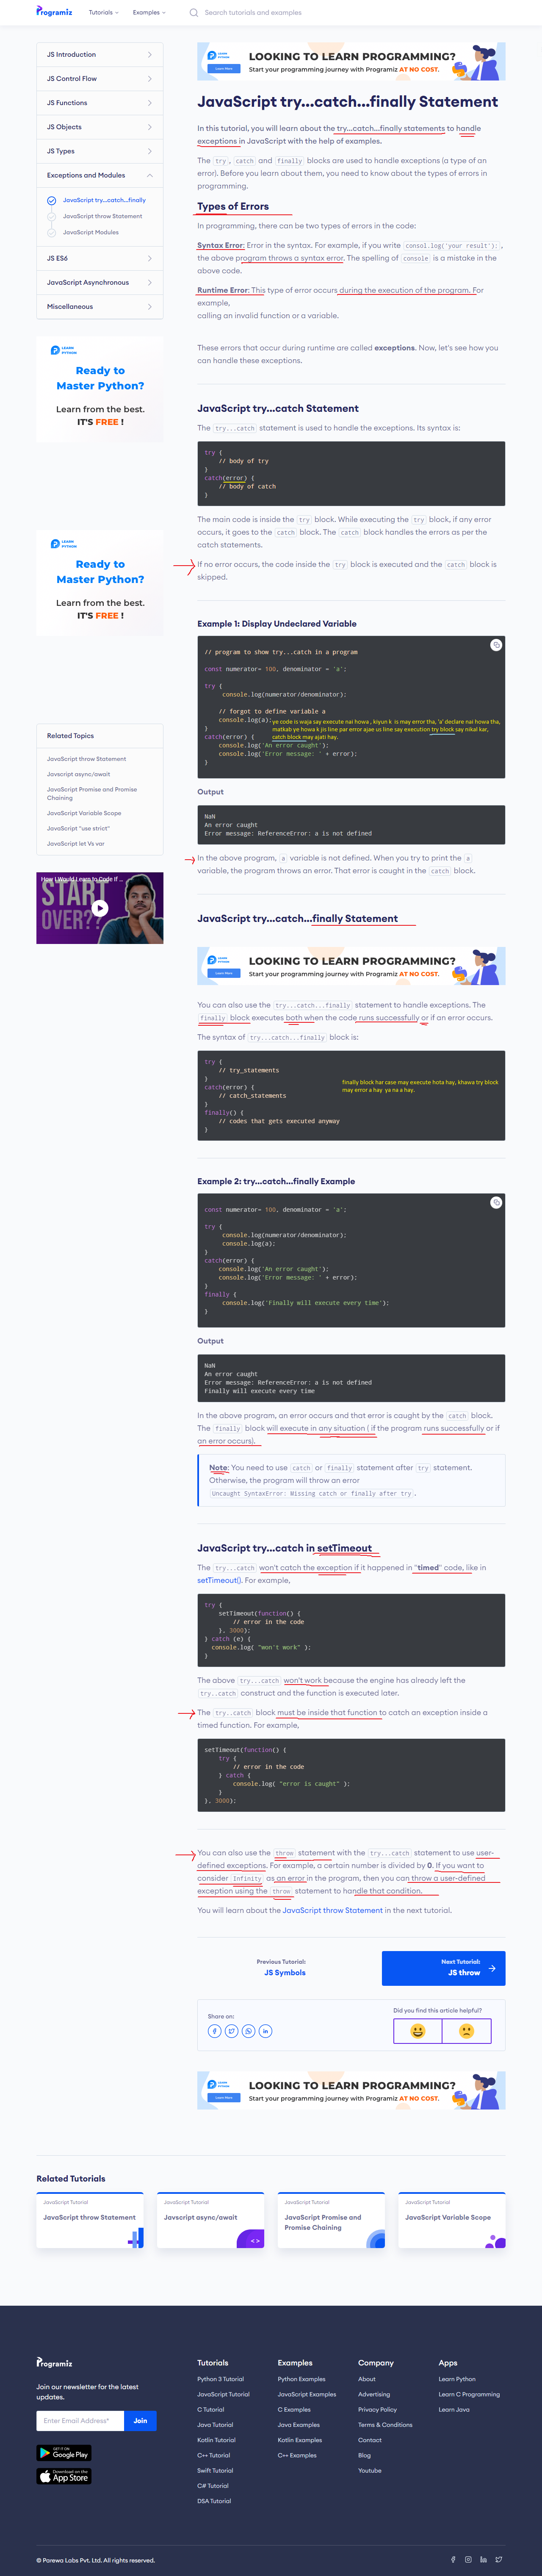 Programiz
Tutorials
Examples
Search tutorials and examples
JS Introduction
JS Control Flow
JS Functions
JS Objects
JS Types
Exceptions and Modules
JavaScript try...catch...finally
JavaScript throw Statement
JavaScript Modules
JS ES6
JavaScript Asynchronous
Miscellaneous
LEARN
PYTHON
Ready to
Master Python?
Learn from the best.
IT'S FREE !
LEARN
PYTHON
Ready to
Master Python?
Learn from the best.
IT'S FREE !
Related Topics
JavaScript throw Statement
Javscript async/await
JavaScript Promise and Promise
Chaining
JavaScript Variable Scope
JavaScript "use strict"
JavaScript let Vs var
How I Would Learn to Code If ...
START
OVER?
LEARN
PYTHON
Learn More
LOOKING TO LEARN PROGRAMMING?
Start your programming journey with Programiz AT NO COST.
JavaScript try...catch...finally Statement
In this tutorial, you will learn about the try...catch...finally statements to handle
exceptions in JavaScript with the help of examples.
The try , catch and finally blocks are used to handle exceptions (a type of an
error). Before you learn about them, you need to know about the types of errors in
programming.
Types of Errors
In programming, there can be two types of errors in the code:
Syntax Error: Error in the syntax. For example, if you write consol.log('your result'); ,
the above program throws a syntax error. The spelling of console is a mistake in the
above code.
Runtime Error: This type of error occurs during the execution of the program. For
example,
calling an invalid function or a variable.
These errors that occur during runtime are called exceptions. Now, let's see how you
can handle these exceptions.
JavaScript try...catch Statement
The try...catch statement is used to handle the exceptions. Its syntax is:
try {
// body of try
}
catch(error) {
// body of catch
}
The main code is inside the try block. While executing the try block, if any error
occurs, it goes to the catch block. The catch block handles the errors as per the
catch statements.
If no error occurs, the code inside the try block is executed and the catch block is
skipped.
Example 1: Display Undeclared Variable
// program to show try...catch in a program
const numerator= 100, denominator = 'a';
try {
console.log(numerator/denominator);
// forgot to define variable a
console.log(a);
}
catch(error) {
console.log('An error caught');
console.log('Error message: ' + error);
}
ye code is waja say execute nai howa , kiyun k is may error tha, 'a' declare nai howa tha,
matkab ye howa k jis line par error ajae us line say execution try block say nikal kar,
catch block may ajati hay.
Output
NaN
An error caught
Error message: ReferenceError: a is not defined
In the above program, a variable is not defined. When you try to print the a
variable, the program throws an error. That error is caught in the catch block.
JavaScript try...catch...finally Statement
LEARN
PYTHON
Learn More
LOOKING TO LEARN PROGRAMMING?
Start your programming journey with Programiz AT NO COST.
You can also use the try...catch...finally statement to handle exceptions. The
finally block executes both when the code runs successfully or if an error occurs.
The syntax of try...catch...finally block is:
try {
// try_statements
}
catch(error) {
// catch_statements
}
finally() {
// codes that gets executed anyway
}
finally block har case may execute hota hay, khawa try block
may error a hay ya na a hay.
Example 2: try...catch...finally Example
const numerator= 100, denominator = 'a';
try {
console.log(numerator/denominator);
console.log(a);
}
catch(error) {
console.log('An error caught');
console.log('Error message: ' + error);
}
finally {
console.log('Finally will execute every time');
}
Output
NaN
An error caught
Error message: ReferenceError: a is not defined
Finally will execute every time
In the above program, an error occurs and that error is caught by the catch block.
The finally block will execute in any situation ( if the program runs successfully or if
an error occurs).
Note: You need to use catch or finally statement after try statement.
Otherwise, the program will throw an error
Uncaught SyntaxError: Missing catch or finally after try .
JavaScript try...catch in setTimeout
The try...catch won't catch the exception if it happened in "timed" code, like in
setTimeout(). For example,
try {
setTimeout(function() {
// error in the code
}, 3000);
} catch (e) {
console.log( "won't work" );
}
The above try...catch won't work because the engine has already left the
try..catch construct and the function is executed later.
The try..catch block must be inside that function to catch an exception inside a
timed function. For example,
setTimeout(function() {
try {
// error in the code
} catch {
console.log( "error is caught" );
}
}, 3000);
You can also use the throw statement with the try...catch statement to use user-
defined exceptions. For example, a certain number is divided by 0. If you want to
consider Infinity as an error in the program, then you can throw a user-defined
exception using the throw statement to handle that condition.
You will learn about the JavaScript throw Statement in the next tutorial.
Previous Tutorial:
JS Symbols
Next Tutorial:
JS throw
Share on:
Did you find this article helpful?
LEARN
PYTHON
Learn More
LOOKING TO LEARN PROGRAMMING?
Start your programming journey with Programiz AT NO COST.
Related Tutorials
JavaScript Tutorial
JavaScript throw Statement
JavaScript Tutorial
Javscript async/await
JavaScript Tutorial
JavaScript Promise and
Promise Chaining
JavaScript Tutorial
JavaScript Variable Scope
Programiz
Join our newsletter for the latest
updates.
Enter Email Address*
Join
GET IT ON
Google Play
Download on the
App Store
Tutorials
Python 3 Tutorial
JavaScript Tutorial
C Tutorial
Java Tutorial
Kotlin Tutorial
C++ Tutorial
Swift Tutorial
C# Tutorial
DSA Tutorial
Examples
Python Examples
JavaScript Examples
C Examples
Java Examples
Kotlin Examples
C++ Examples
Company
About
Advertising
Privacy Policy
Terms & Conditions
Contact
Blog
Youtube
Apps
Learn Python
Learn C Programming
Learn Java
© Parewa Labs Pvt. Ltd. All rights reserved.